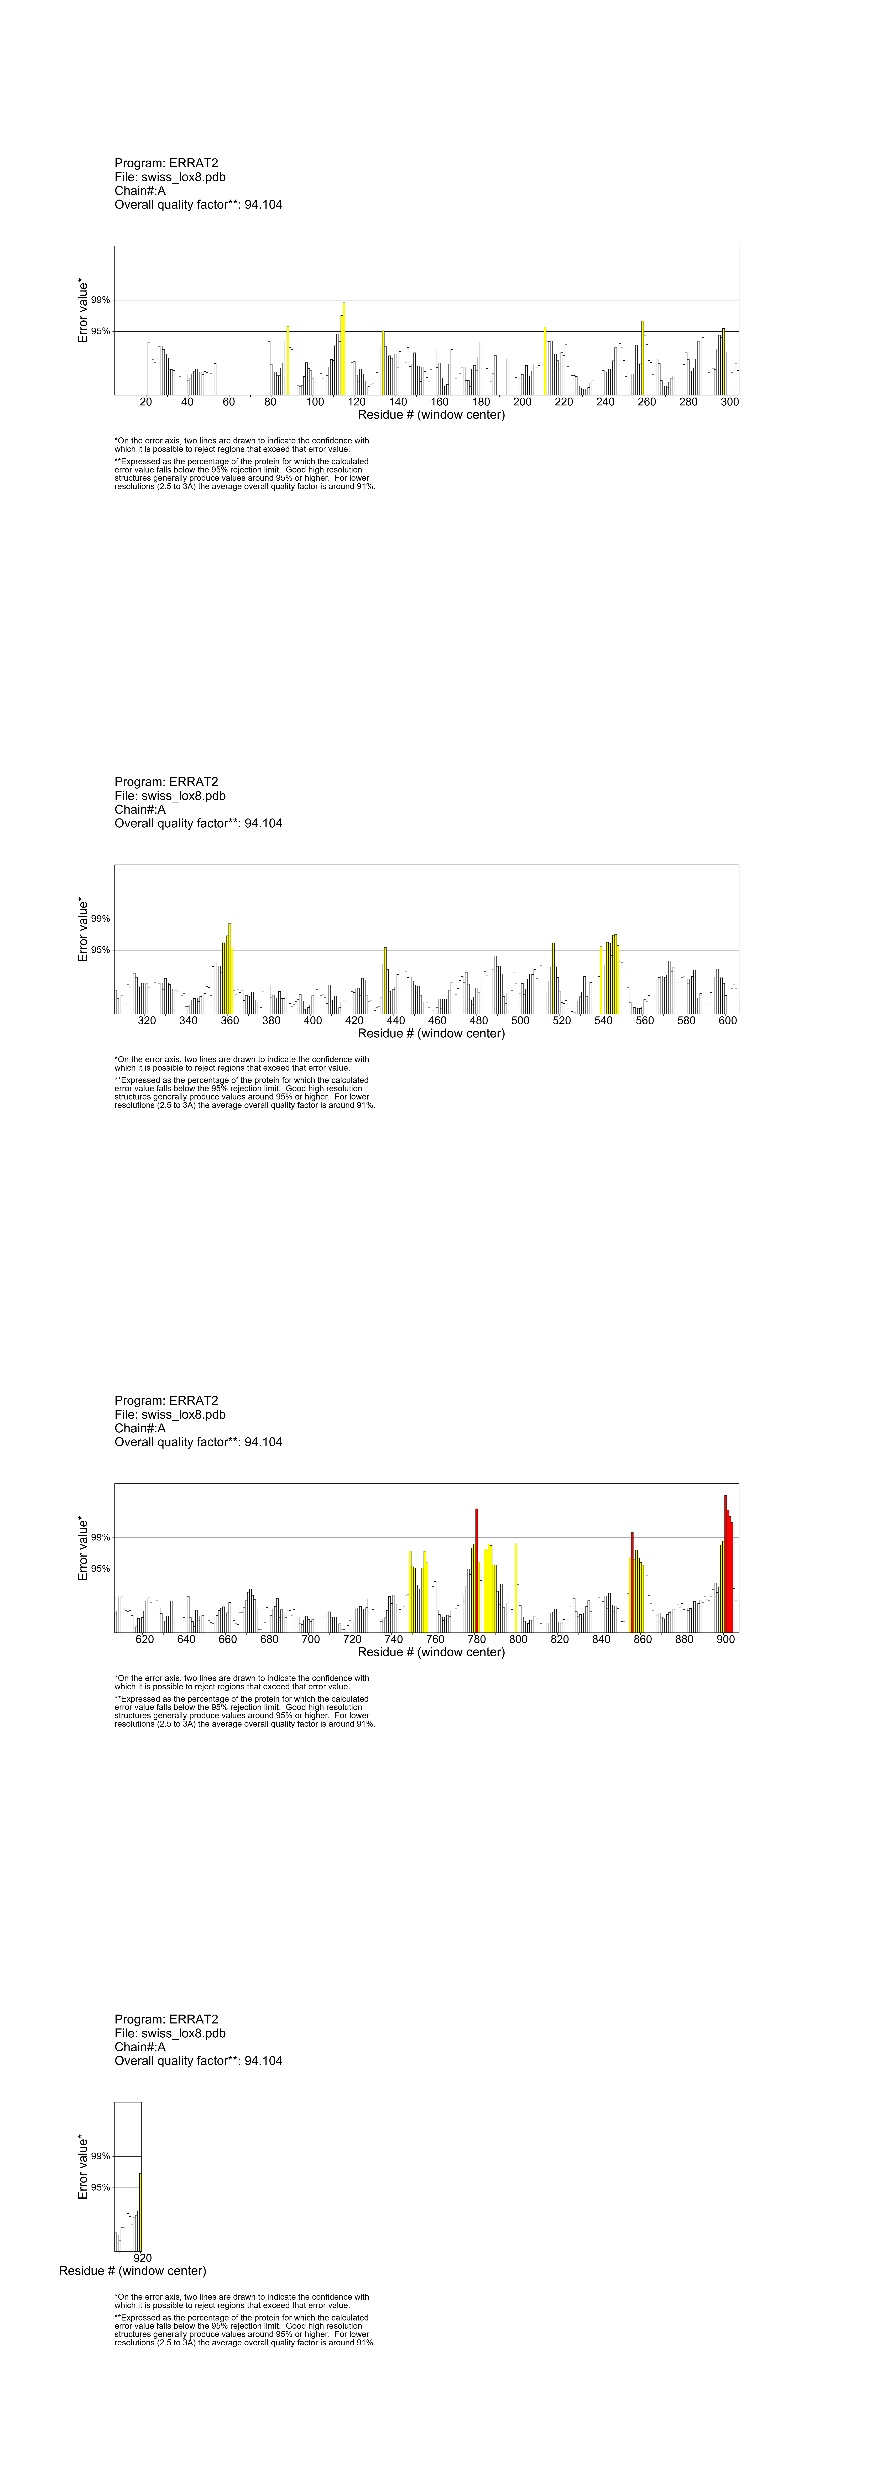 Program: ERRAT2
File: swiss_lox8.pdb
Chain#:A
Overall quality factor**: 94.104
Error value*
99%
95%
20 40 60 80 100 120 140 160 180 200 220 240 260 280 300
Residue # (window center)
*On the error axis, two lines are drawn to indicate the confidence with
which it is possible to reject regions that exceed that error value.
**Expressed as the percentage of the protein for which the calculated
error value falls below the 95% rejection limit. Good high resolution
structures generally produce values around 95% or higher. For lower
resolutions (2.5 to 3A) the average overall quality factor is around 91%.
Program: ERRAT2
File: swiss_lox8.pdb
Chain#:A
Overall quality factor**: 94.104
Error value*
99%
95%
320 340 360 380 400 420 440 460 480 500 520 540 560 580 600
Residue # (window center)
*On the error axis, two lines are drawn to indicate the confidence with
which it is possible to reject regions that exceed that error value.
**Expressed as the percentage of the protein for which the calculated
error value falls below the 95% rejection limit. Good high resolution
structures generally produce values around 95% or higher. For lower
resolutions (2.5 to 3A) the average overall quality factor is around 91%.
Program: ERRAT2
File: swiss_lox8.pdb
Chain#:A
Overall quality factor**: 94.104
Error value*
99%
95%
620 640 660 680 700 720 740 760 780 800 820 840 860 880 900
Residue # (window center)
*On the error axis, two lines are drawn to indicate the confidence with
which it is possible to reject regions that exceed that error value.
**Expressed as the percentage of the protein for which the calculated
error value falls below the 95% rejection limit. Good high resolution
structures generally produce values around 95% or higher. For lower
resolutions (2.5 to 3A) the average overall quality factor is around 91%.
Program: ERRAT2
File: swiss_lox8.pdb
Chain#:A
Overall quality factor**: 94.104
Error value*
99%
95%
920
Residue # (window center)
*On the error axis, two lines are drawn to indicate the confidence with
which it is possible to reject regions that exceed that error value.
**Expressed as the percentage of the protein for which the calculated
error value falls below the 95% rejection limit. Good high resolution
structures generally produce values around 95% or higher. For lower
resolutions (2.5 to 3A) the average overall quality factor is around 91%.